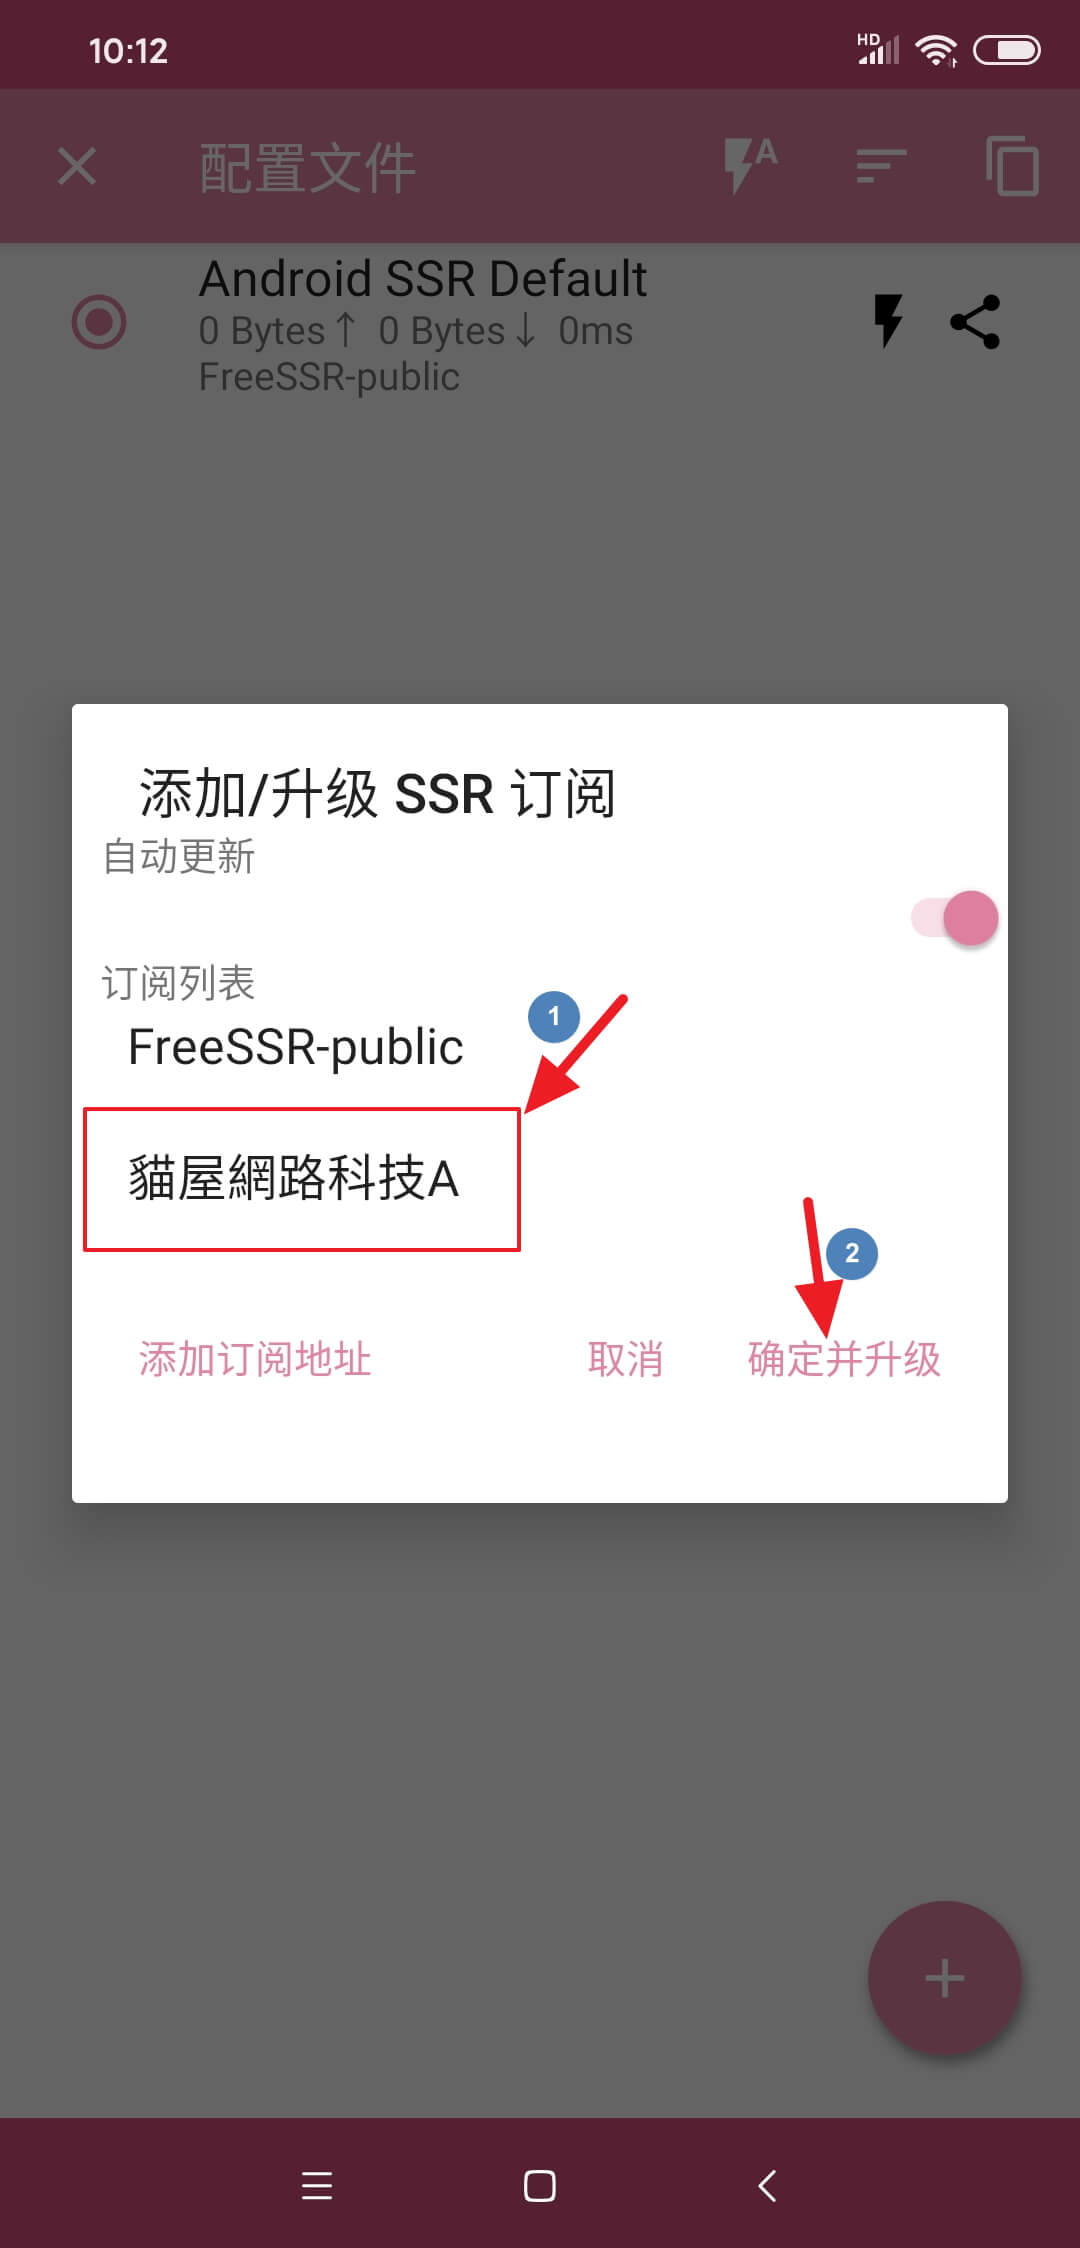 10:12
HD
配置文件
A
Android SSR Default
0 Bytes↑ 0 Bytes↓ 0ms
FreeSSR-public
添加/升级 SSR 订阅
自动更新
订阅列表
1
FreeSSR-public
貓屋網路科技A
2
添加订阅地址 取消 确定并升级